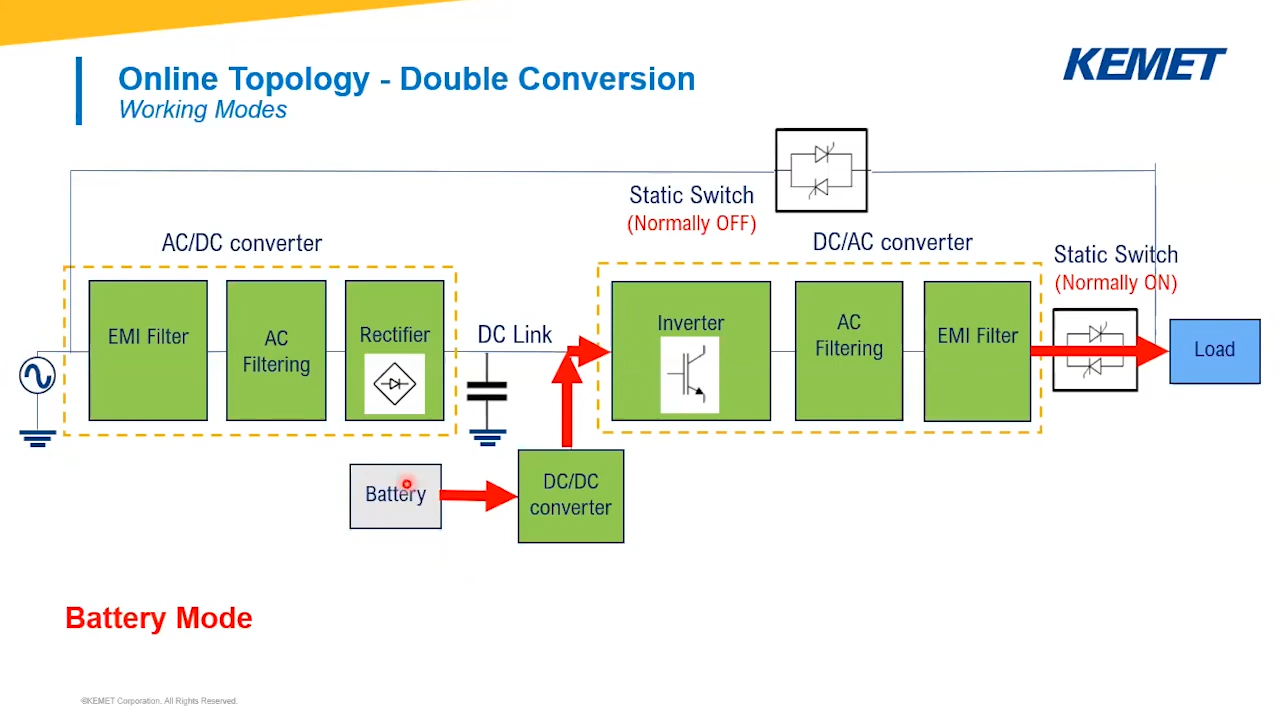 Online Topology - Double Conversion
Working Modes
KEMET
Static Switch
(Normally OFF)
AC/DC converter
DC/AC converter
Static Switch
(Normally ON)
EMI Filter
AC
Filtering
Rectifier
DC Link
Inverter
AC
Filtering
EMI Filter
Load
Battery
DC/DC
converter
Battery Mode
©KEMET Corporation. All Rights Reserved.